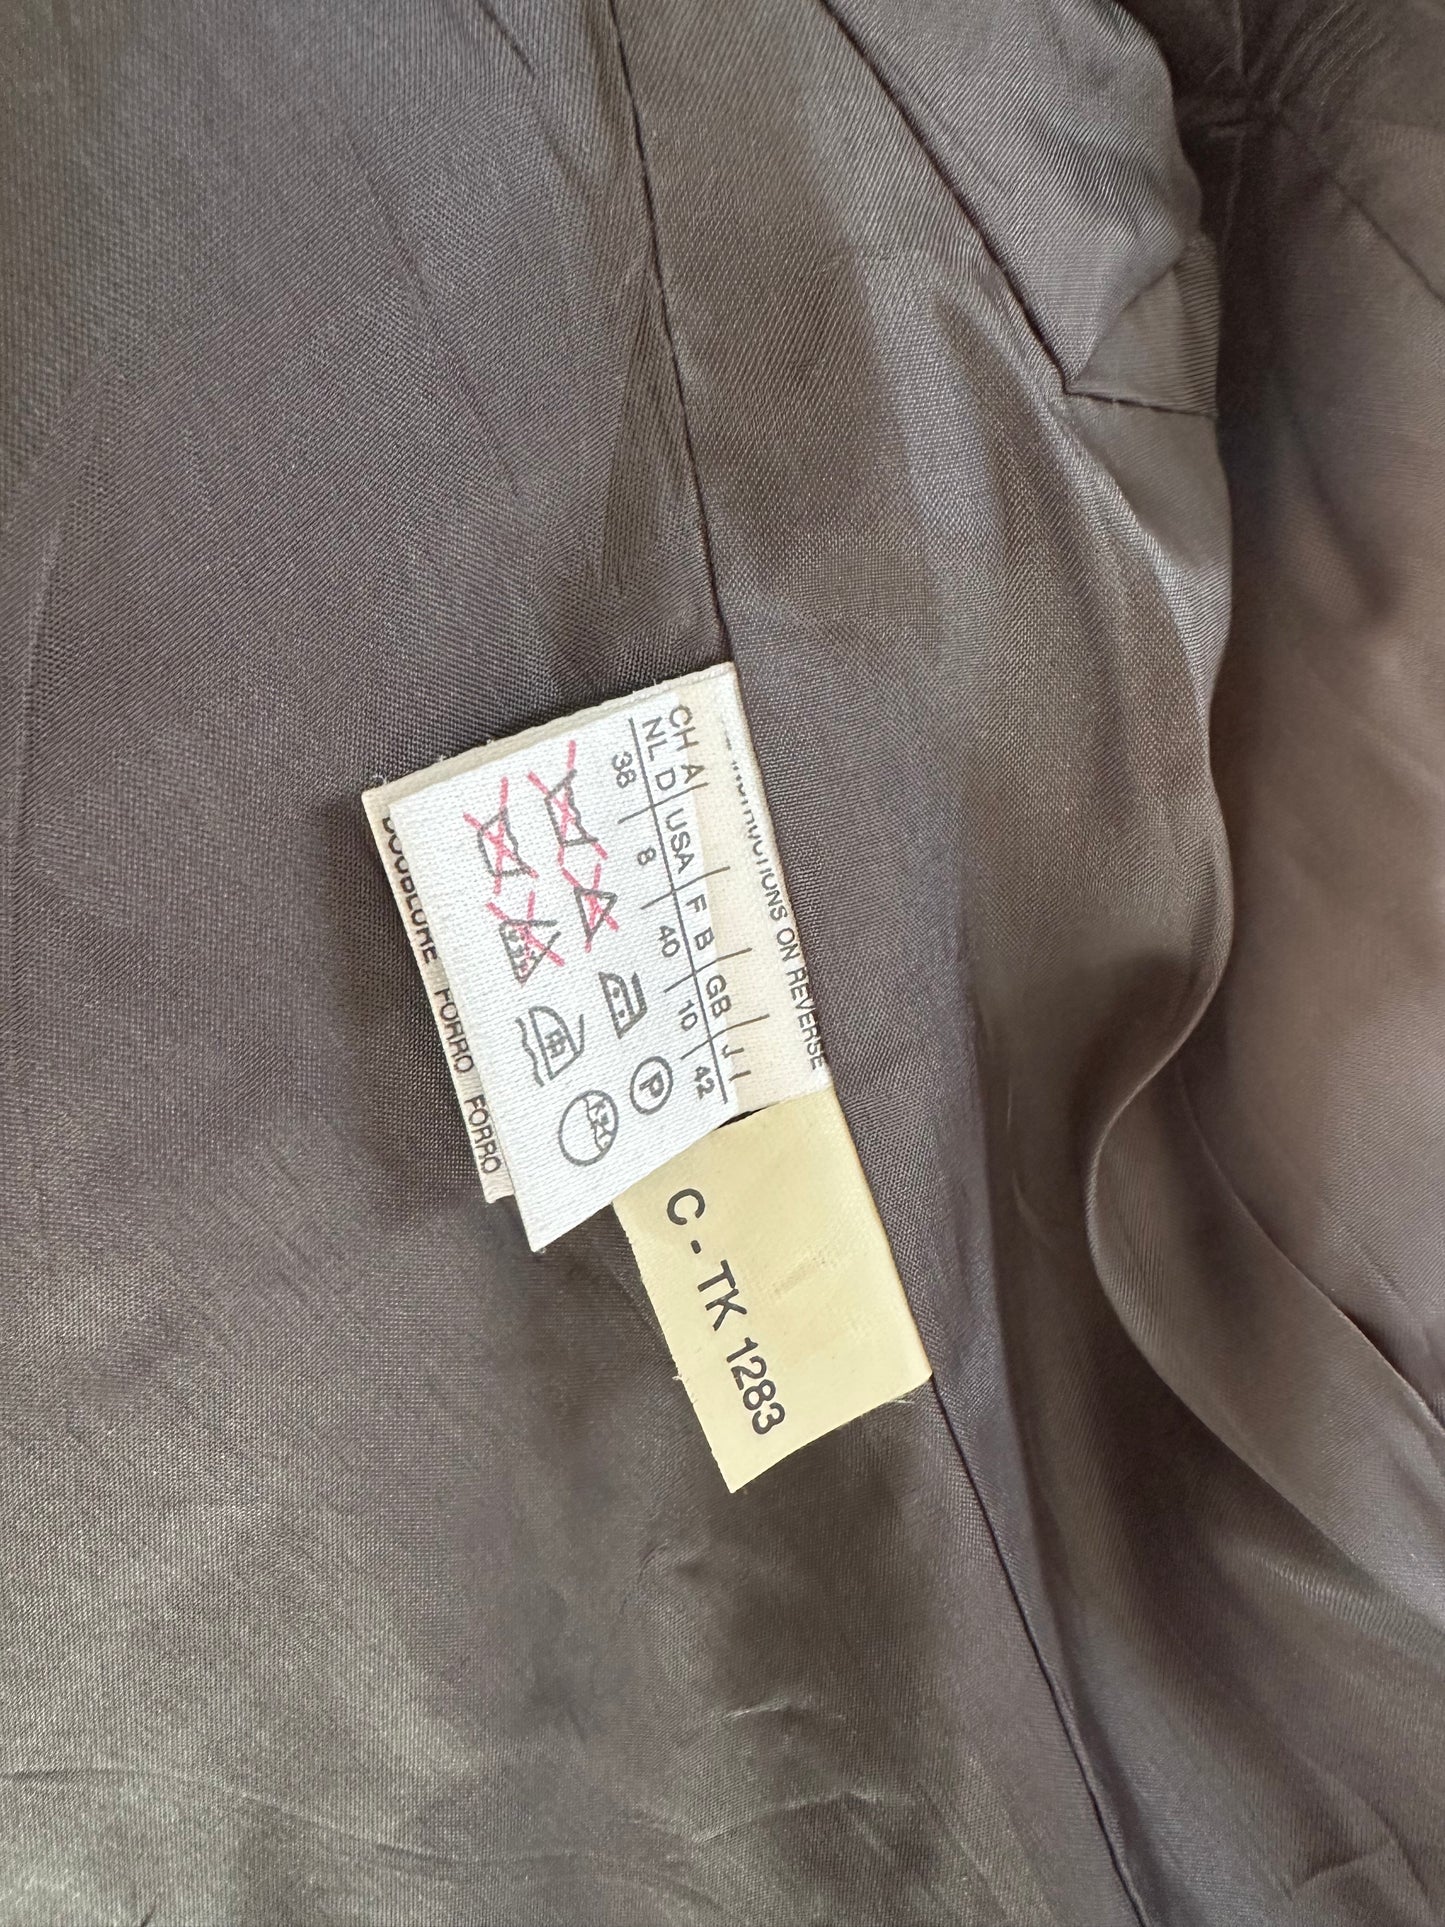 INSTRUCTIONS ON REVERSE
CH A
NL D USA F B GB J I
38 8 40 10 42
P
DOUBLURE FORRO FORRO
C-TK 1283